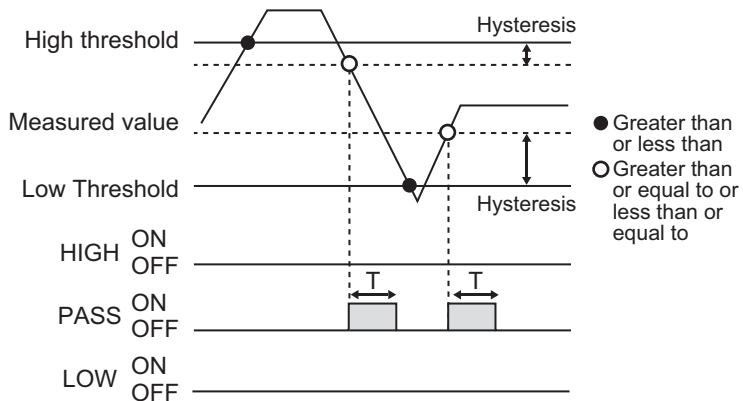 Hysteresis
High threshold
Measured value
Greater than
or less than
Greater than
or equal to or
less than or
equal to
Low Threshold
Hysteresis
HIGH ON
OFF
T T
PASS ON
OFF
LOW ON
OFF